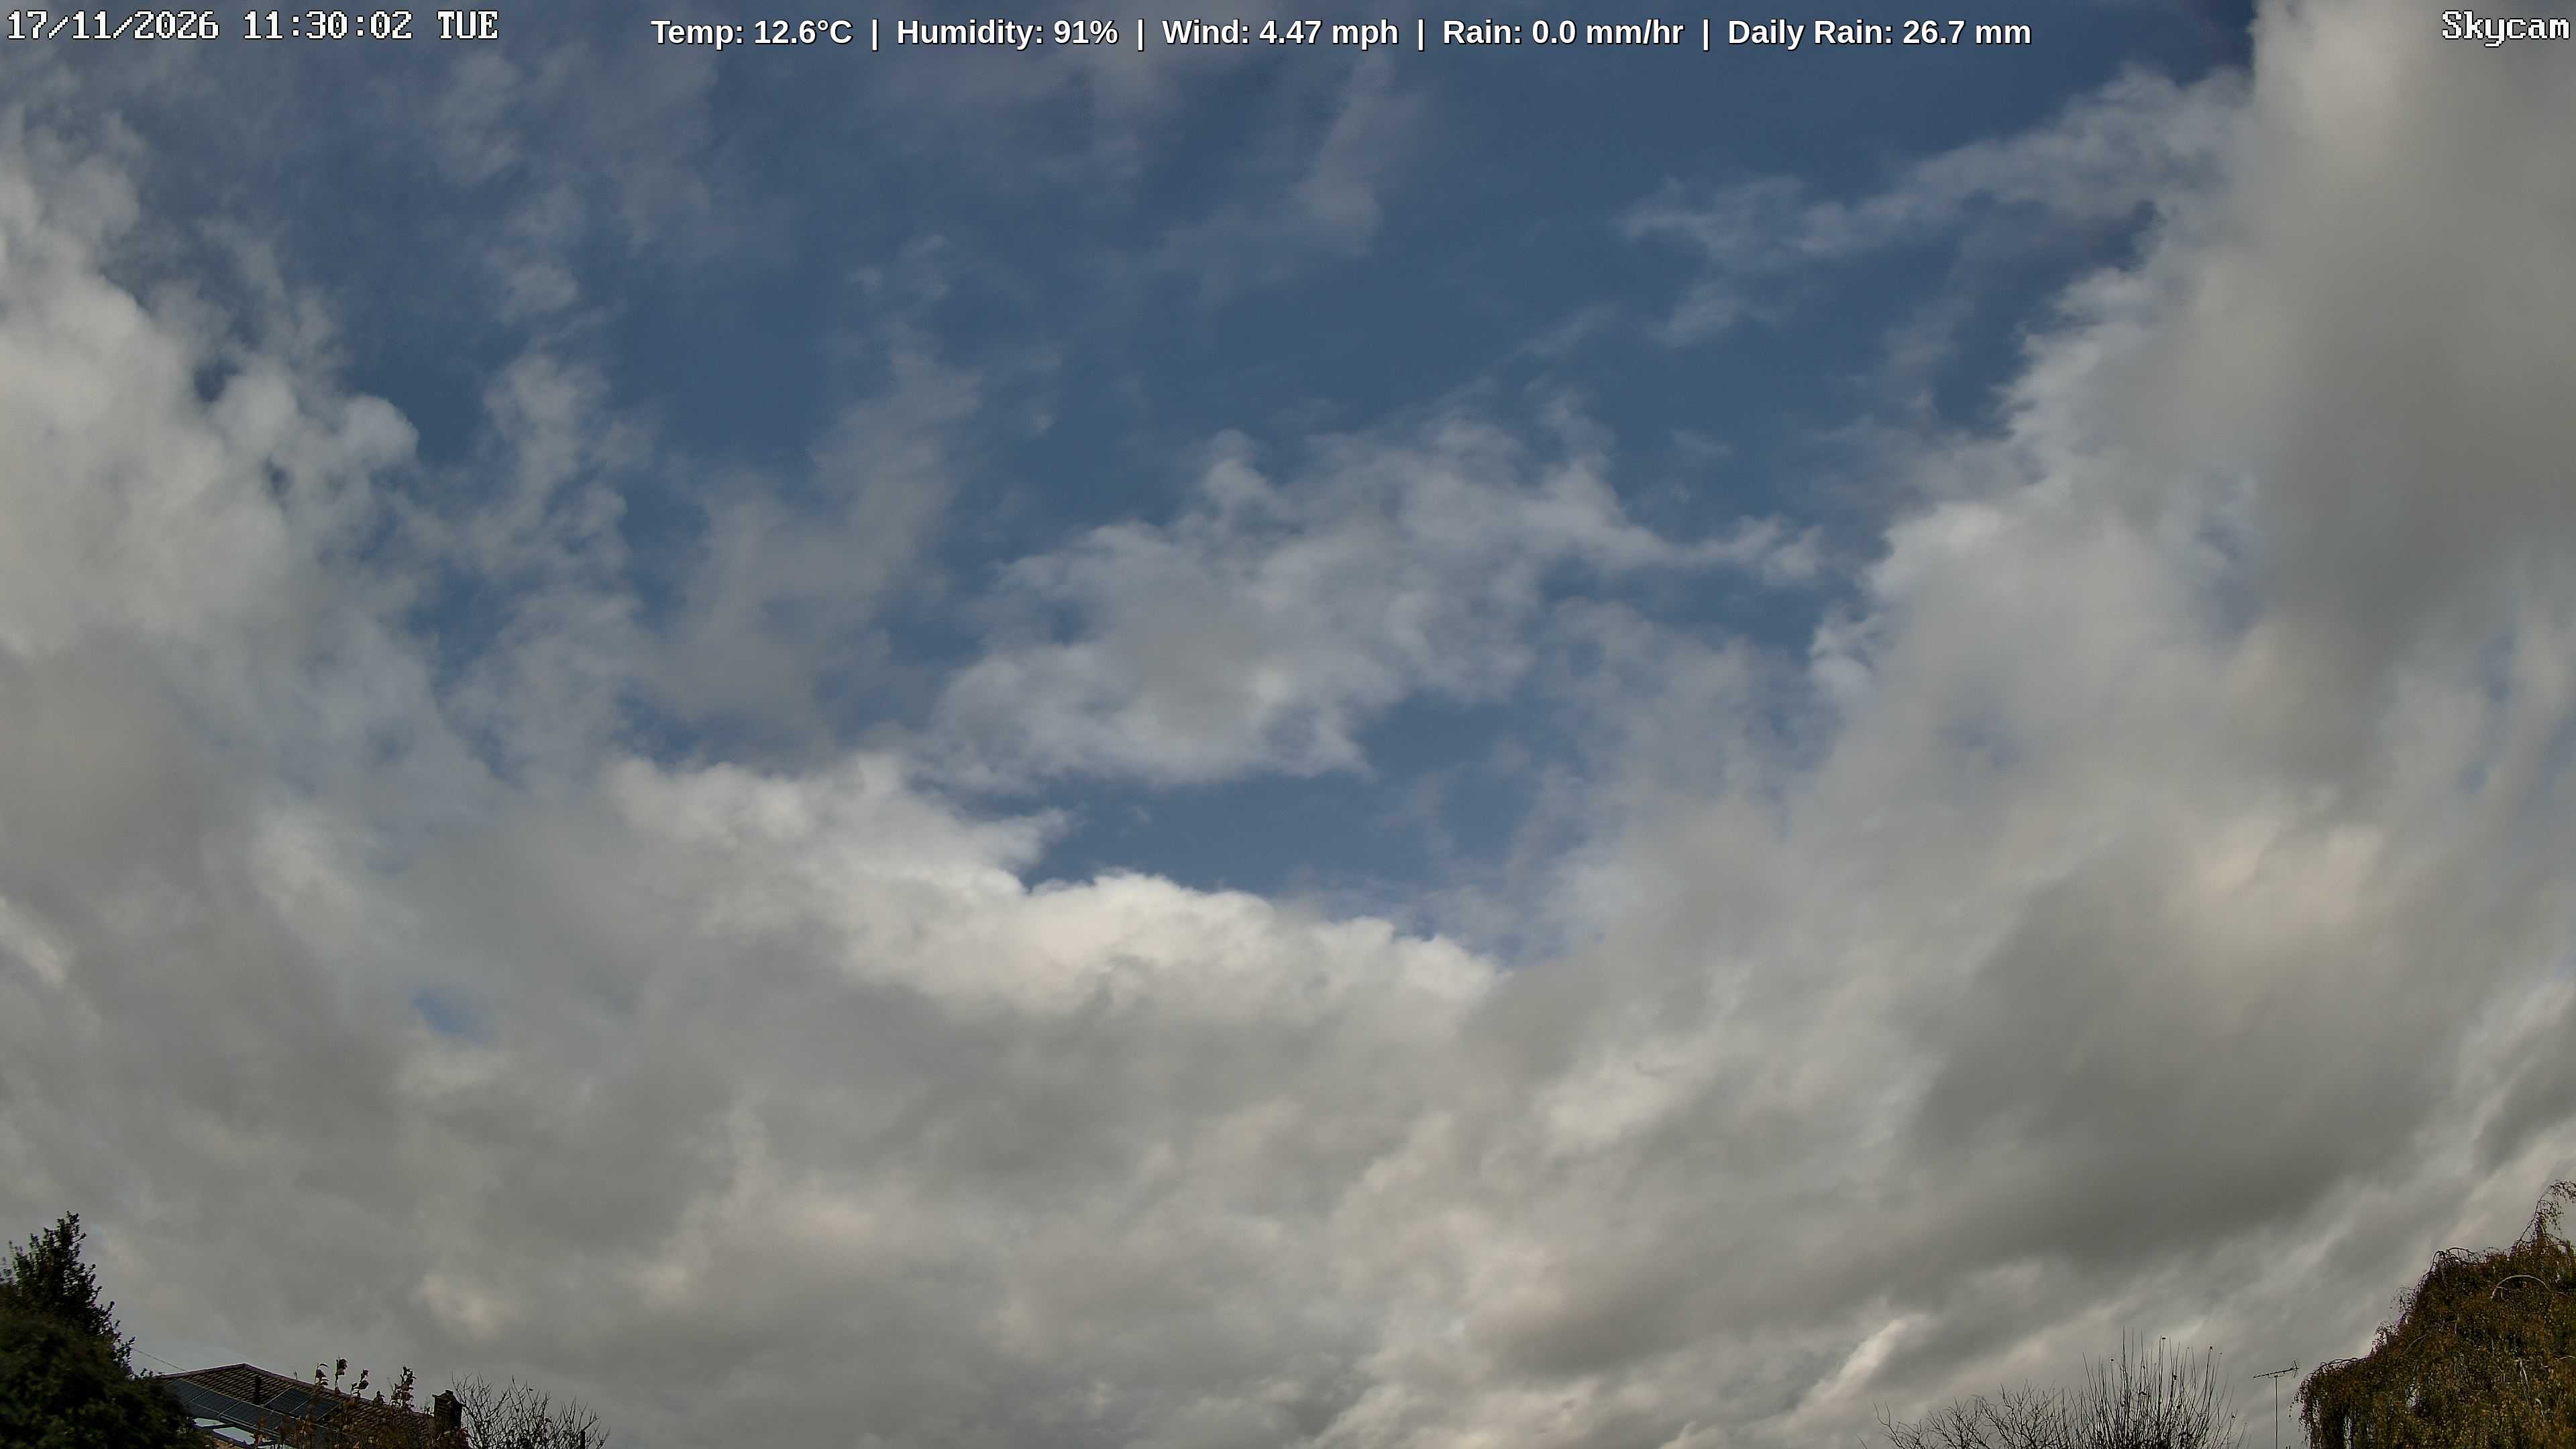 17/11/2026 11:30:02 TUE
Temp: 12.6°C | Humidity: 91% | Wind: 4.47 mph | Rain: 0.0 mm/hr | Daily Rain: 26.7 mm
Skycam